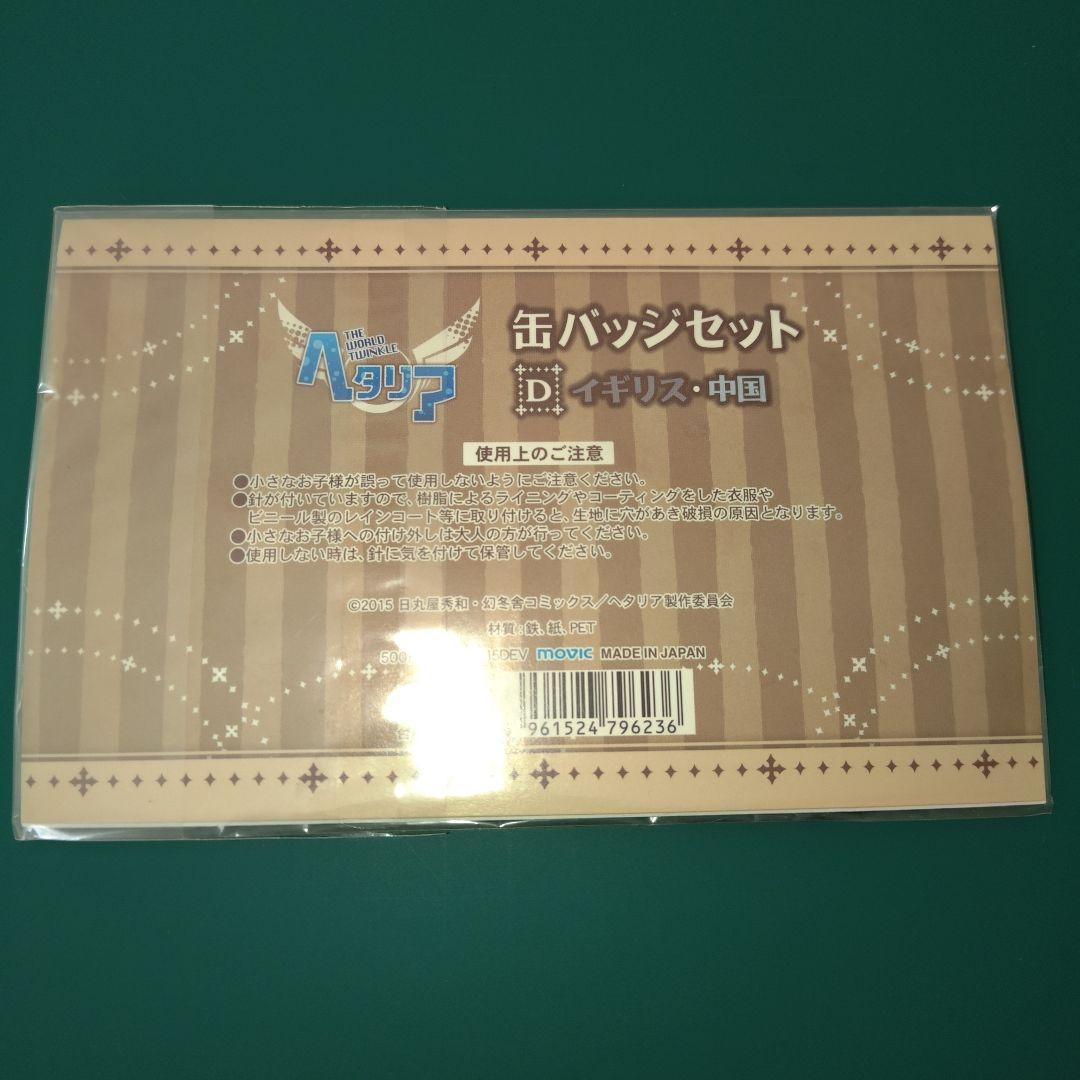 THE
WORLD
TWINKLE
ヘタリア
缶バッジセット
D イギリス・中国
使用上のご注意
●小さなお子様が誤って使用しないようにご注意ください。
●針が付いていますので、樹脂によるライニングやコーティングをした衣服や
ビニール製のレインコート等に取り付けると、生地に穴があき破損の原因となります。
●小さなお子様への付け外しは大人の方が行ってください。
●使用しない時は、針に気を付けて保管してください。
©2015 日丸屋秀和・幻冬舎コミックス／ヘタリア製作委員会
材質:鉄、紙、PET
500 5DEV movic MADE IN JAPAN
961524 796236